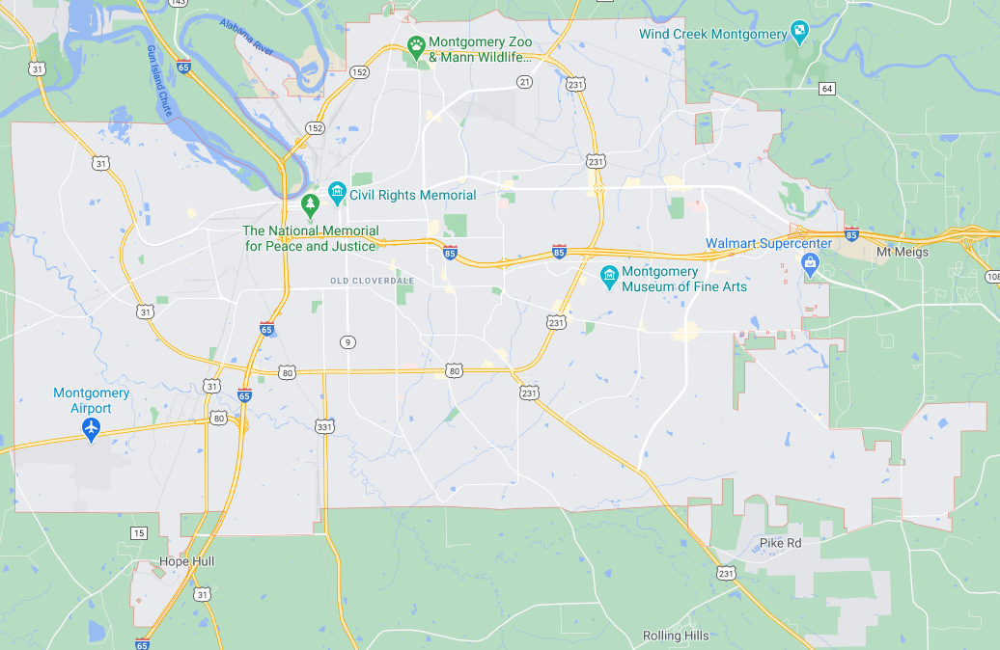 143
Alabama River
Wind Creek Montgomery
Montgomery Zoo
& Mann Wildlife...
31
65
152
21
231
64
Gun Island Chute
152
31
231
Civil Rights Memorial
The National Memorial
for Peace and Justice
85
85
85
Walmart Supercenter
Mt Meigs
Montgomery
Museum of Fine Arts
108
OLD CLOVERDALE
31
65
9
231
80
80
31
65
231
Montgomery
Airport
80
331
15
Hope Hull
Pike Rd
231
31
Rolling Hills
65